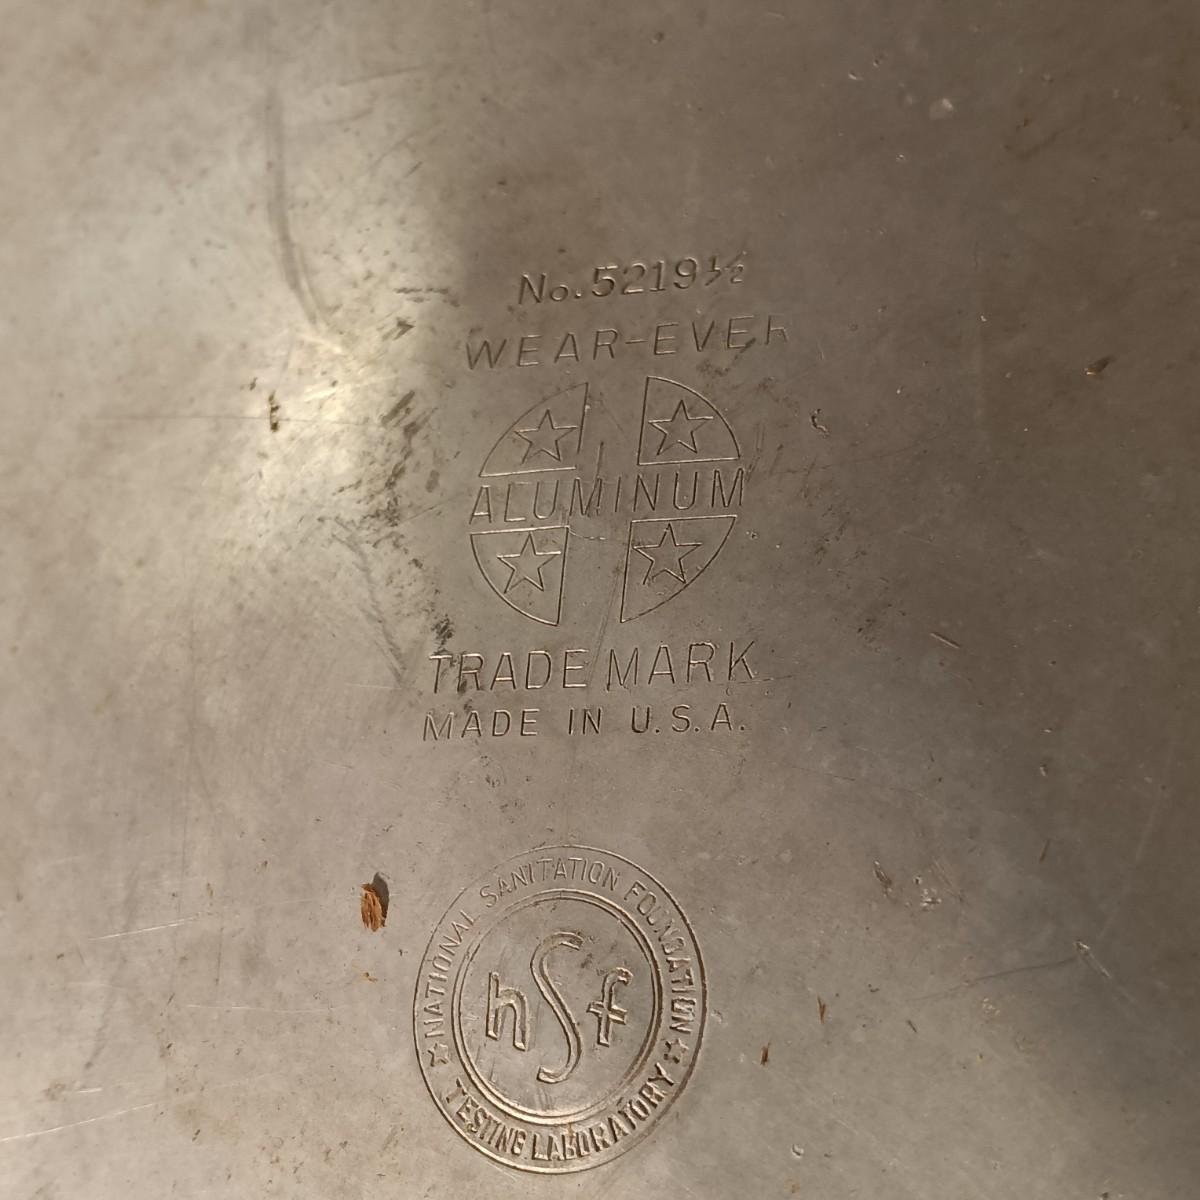 No. 5219½
WEAR-EVER
ALUMINUM
TRADE MARK
MADE IN U.S.A.
NATIONAL SANITATION FOUNDATION
nsf
TESTING LABORATORY